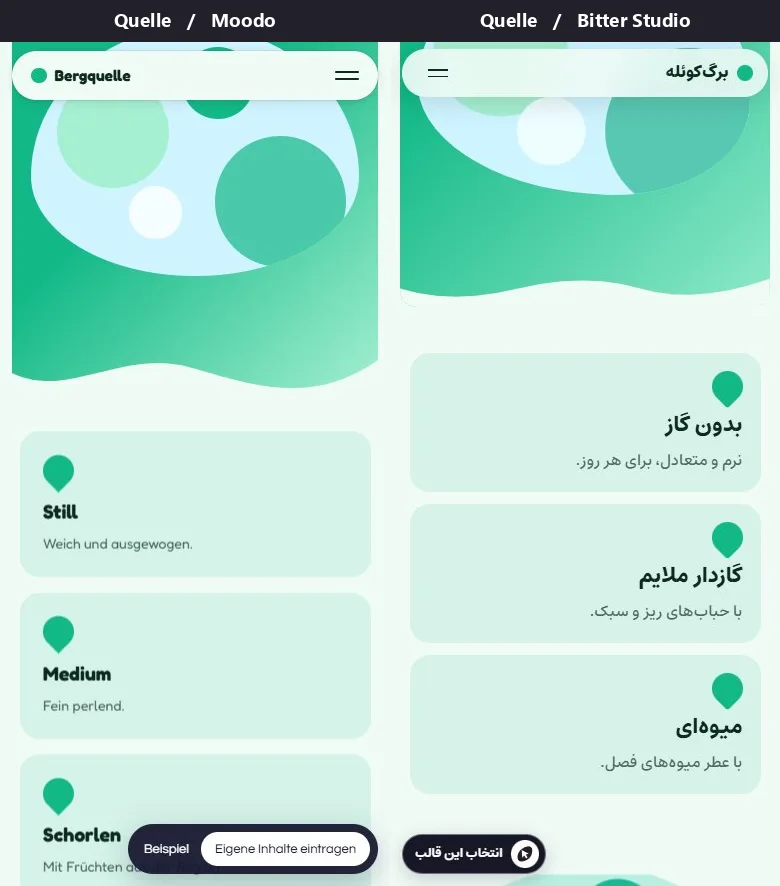 Quelle / Moodo
Bergquelle
Still
Weich und ausgewogen.
Medium
Fein perlend.
Schorlen
Mit Früchten
Beispiel
Eigene Inhalte eintragen
Quelle / Bitter Studio
برگ‌کوئله
بدون گاز
نرم و متعادل، برای هر روز.
گازدار ملایم
با حباب‌های ریز و سبک.
میوه‌ای
با عطر میوه‌های فصل.
انتخاب این قالب